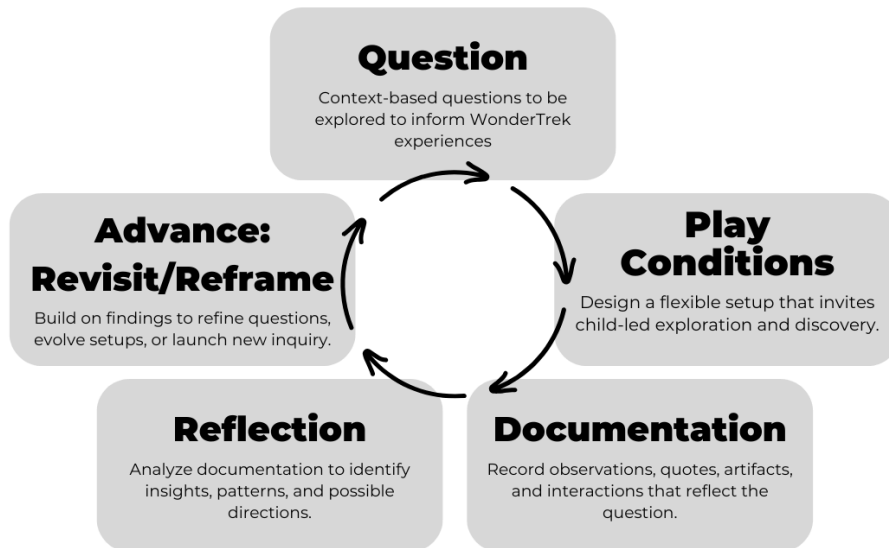 Question
Context-based questions to be
explored to inform WonderTrek
experiences
Play
Conditions
Design a flexible setup that invites
child-led exploration and discovery.
Documentation
Record observations, quotes, artifacts,
and interactions that reflect the
question.
Reflection
Analyze documentation to identify
insights, patterns, and possible
directions.
Advance:
Revisit/Reframe
Build on findings to refine questions,
evolve setups, or launch new inquiry.